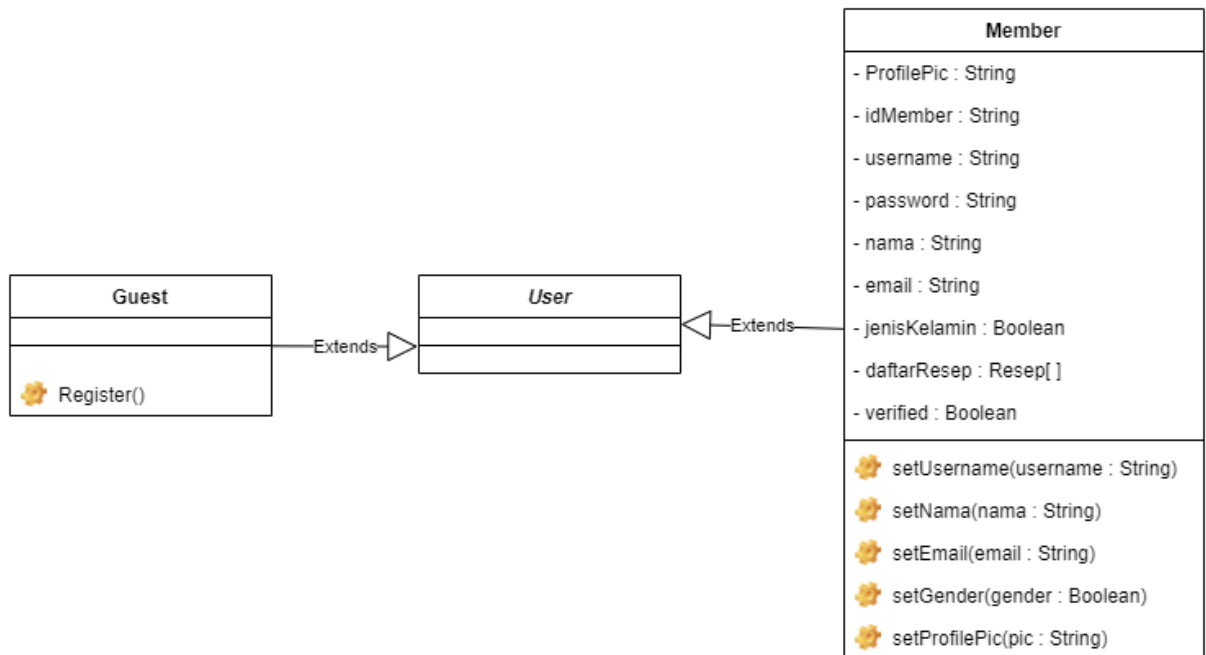 Guest
Register()
Extends
User
Extends
Member
- ProfilePic : String
- idMember : String
- username : String
- password : String
- nama : String
- email : String
- jenisKelamin : Boolean
- daftarResep : Resep[ ]
- verified : Boolean
setUsername(username : String)
setNama(nama : String)
setEmail(email : String)
setGender(gender : Boolean)
setProfilePic(pic : String)